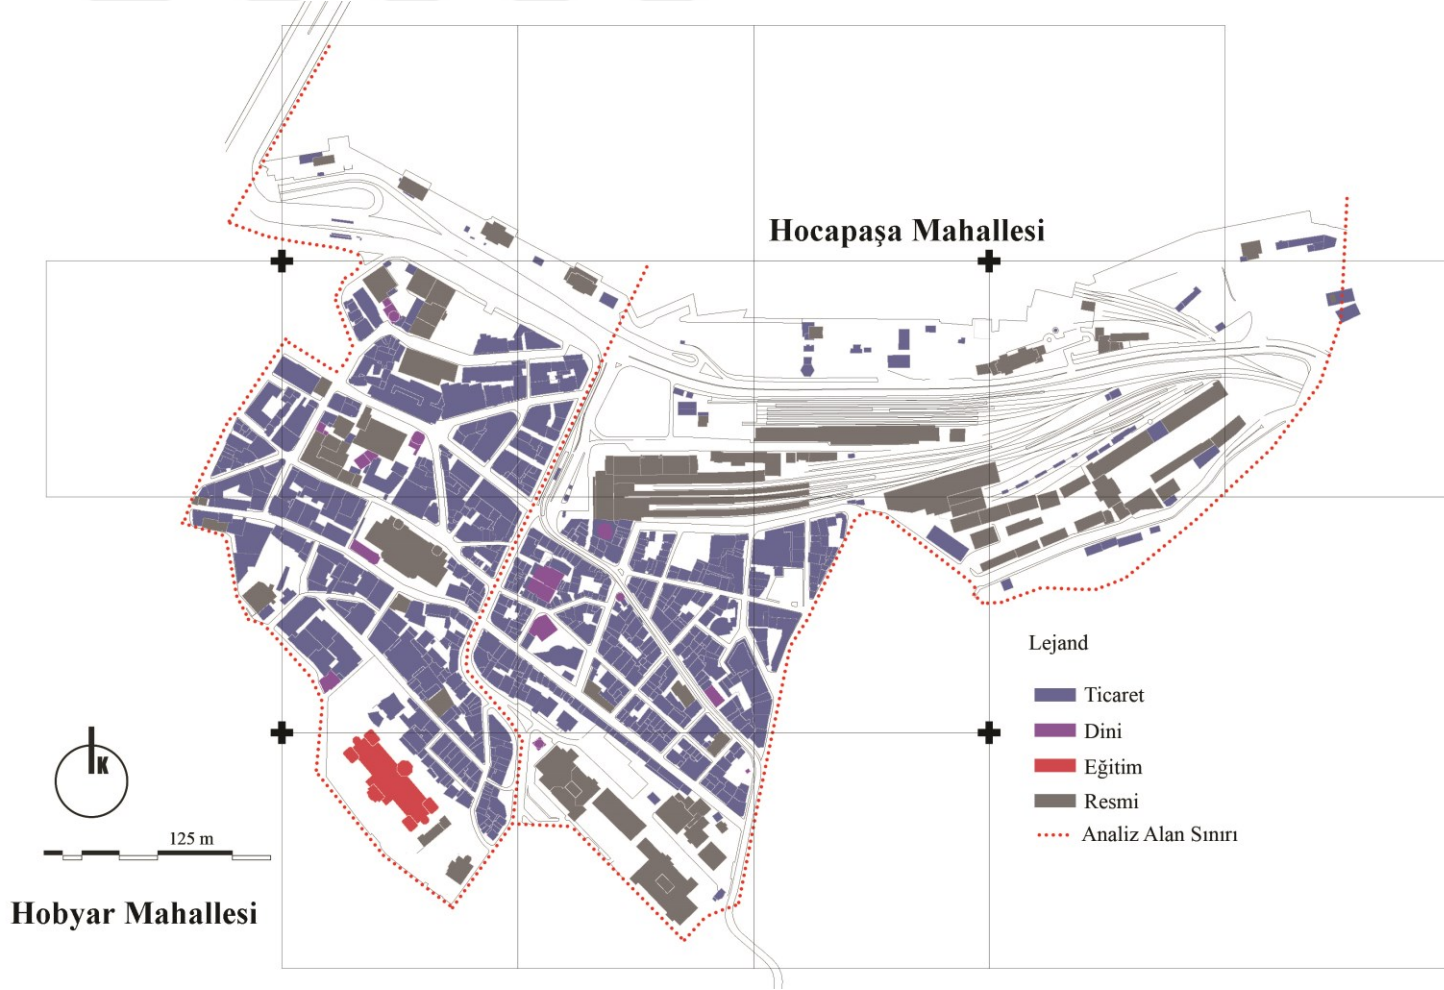 Hocapaşa Mahallesi
Lejand
Ticaret
Dini
Eğitim
Resmi
Analiz Alan Sınırı
K
125 m
Hobyar Mahallesi